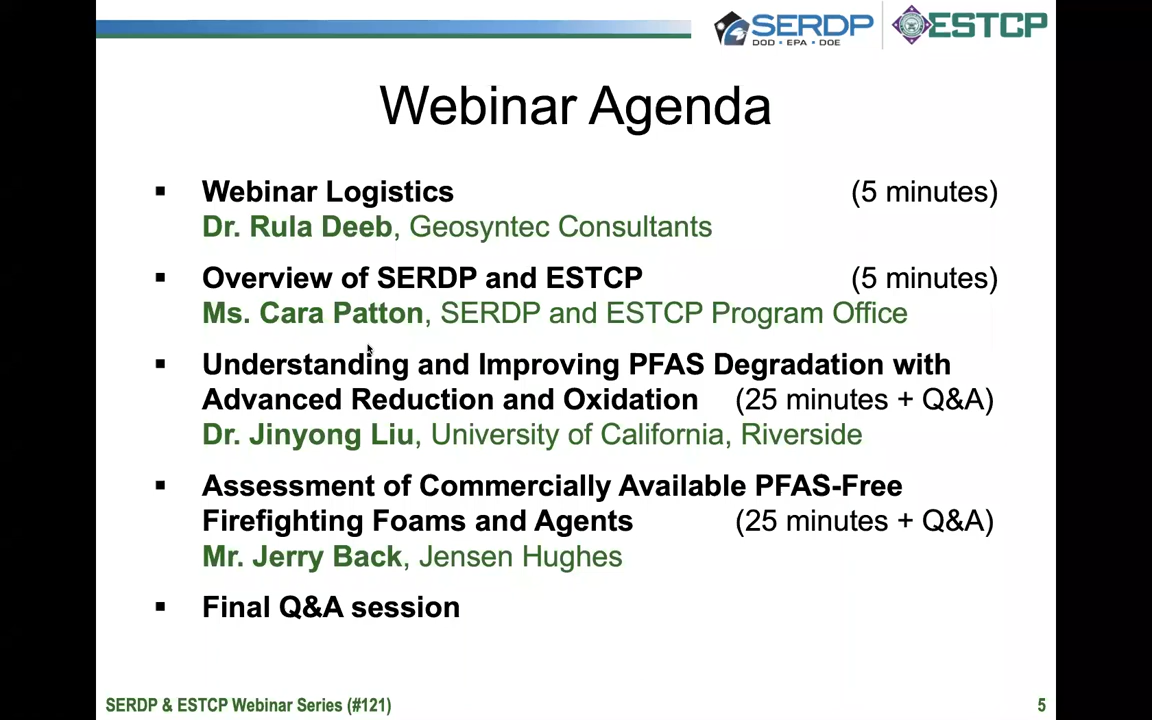 SERDP
DOD • EPA • DOE
ESTCP
Webinar Agenda
▪ Webinar Logistics (5 minutes)
Dr. Rula Deeb, Geosyntec Consultants
▪ Overview of SERDP and ESTCP (5 minutes)
Ms. Cara Patton, SERDP and ESTCP Program Office
▪ Understanding and Improving PFAS Degradation with
Advanced Reduction and Oxidation (25 minutes + Q&A)
Dr. Jinyong Liu, University of California, Riverside
▪ Assessment of Commercially Available PFAS-Free
Firefighting Foams and Agents (25 minutes + Q&A)
Mr. Jerry Back, Jensen Hughes
▪ Final Q&A session
SERDP & ESTCP Webinar Series (#121) 5